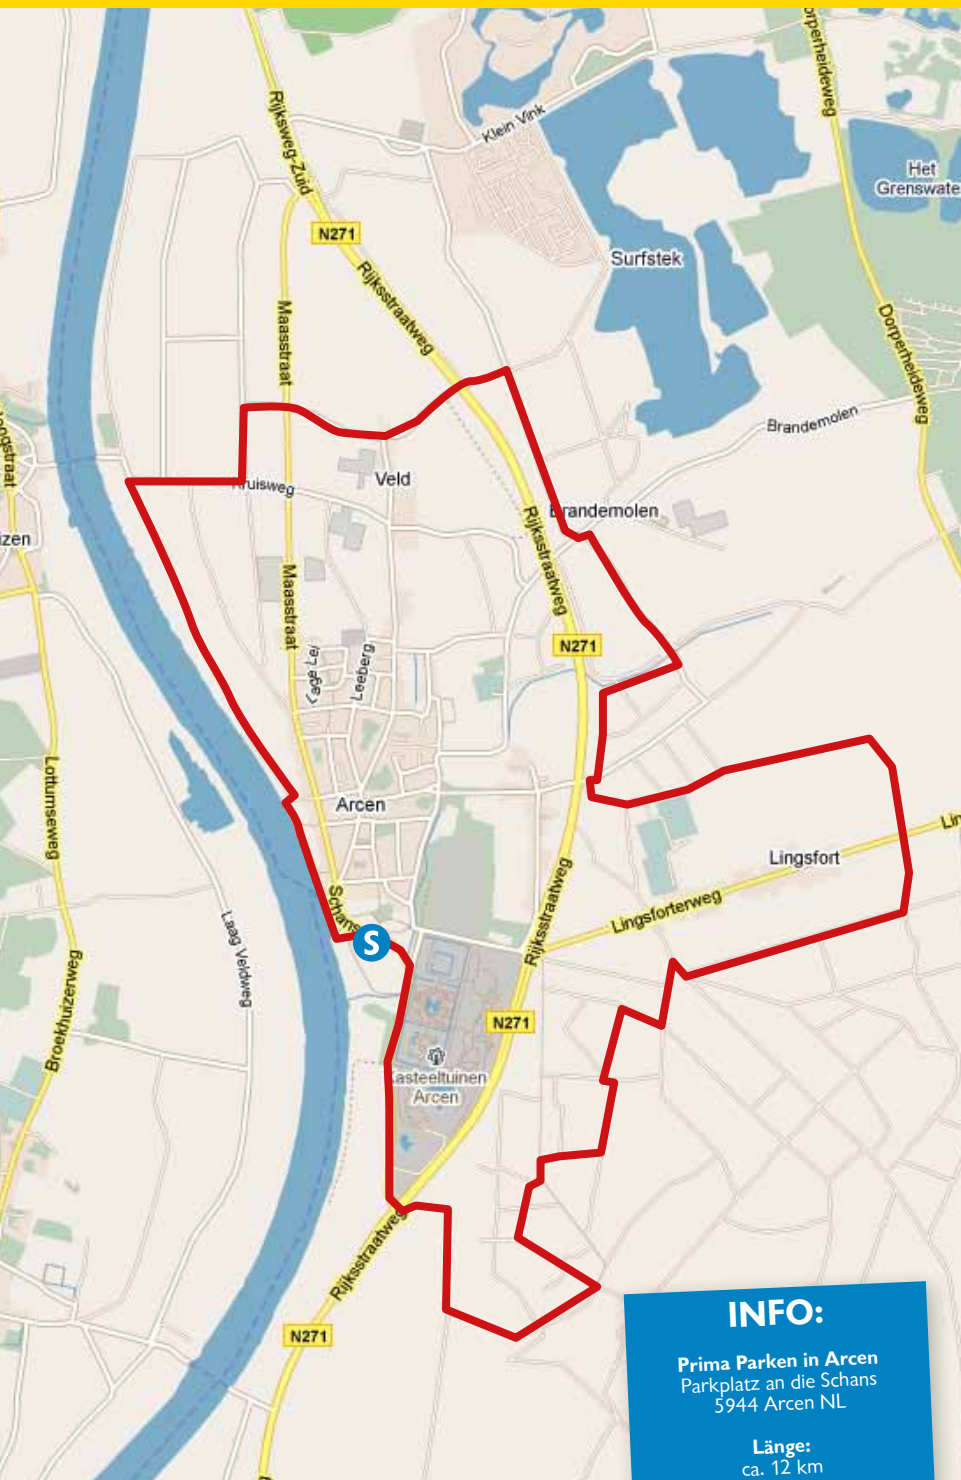 Rijksweg-Zuid
Klein Vink
Het
Grenswate
N271
Surfstek
Rijksstraatweg
Maasstraat
Dorperheideweg
Brandemolen
Veld
Brandemolen
izen
Rijksstraatweg
Maasstraat
N271
Leeberg
Arcen
Lottumseweg
Lingsfort
Lin
Schans
S
Lingsforterweg
Rijksstraatweg
Laag Veldweg
Broekhuizerweg
N271
Kasteeltuinen
Arcen
Rijksstraatweg
N271
INFO:
Prima Parken in Arcen
Parkplatz an die Schans
5944 Arcen NL
Länge:
ca. 12 km